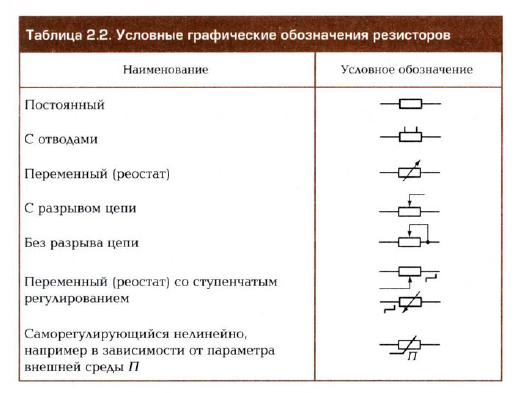 Таблица 2.2. Условные графические обозначения резисторов
Наименование
Условное обозначение
Постоянный
С отводами
Переменный (реостат)
С разрывом цепи
Без разрыва цепи
Переменный (реостат) со ступенчатым
регулированием
Саморегулирующийся нелинейно,
например в зависимости от параметра
внешней среды П
П